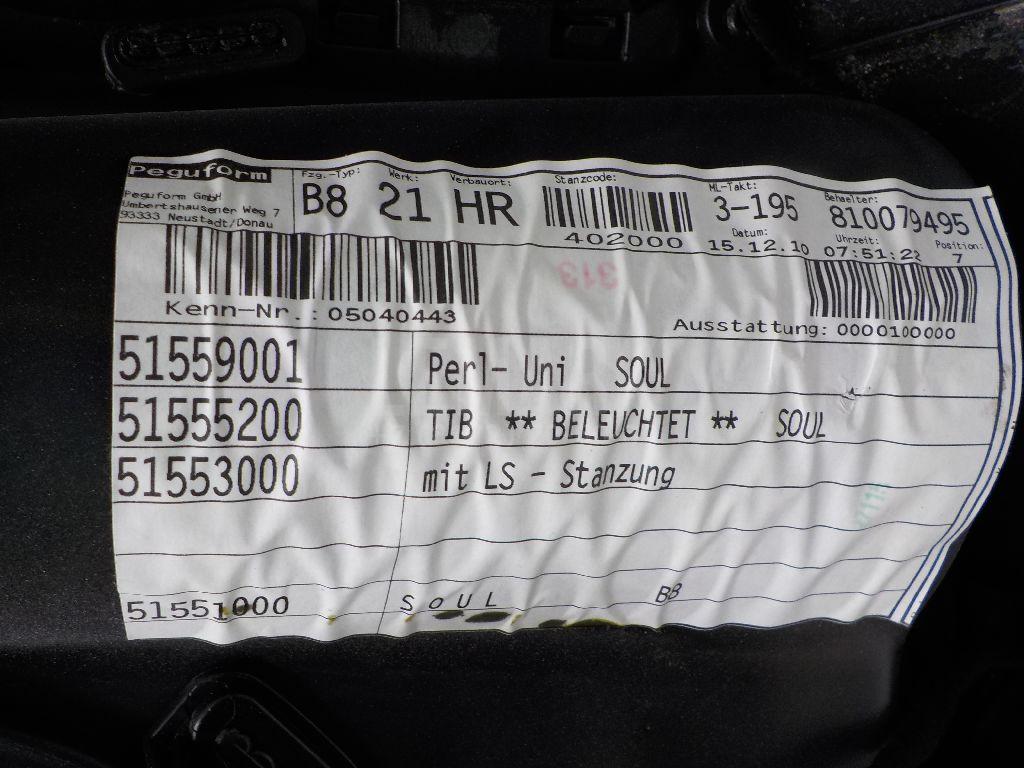 Peguform
Peguform GmbH
Umbertshausener Weg 7
93333 Neustadt/Donau
Fzg.-Typ: Werk: Verbauort:
B8 21 HR
Stanzcode:
402000
ML-Takt: Behaelter:
3-195 810079495
Datum: Uhrzeit: Position:
15.12.10 07:51:22 7
Kenn-Nr.: 05040443
313
Ausstattung: 0000100000
51559001 Perl- Uni SOUL
51555200 TIB ** BELEUCHTET ** SOUL
51553000 mit LS - Stanzung
51551000 SOUL B8